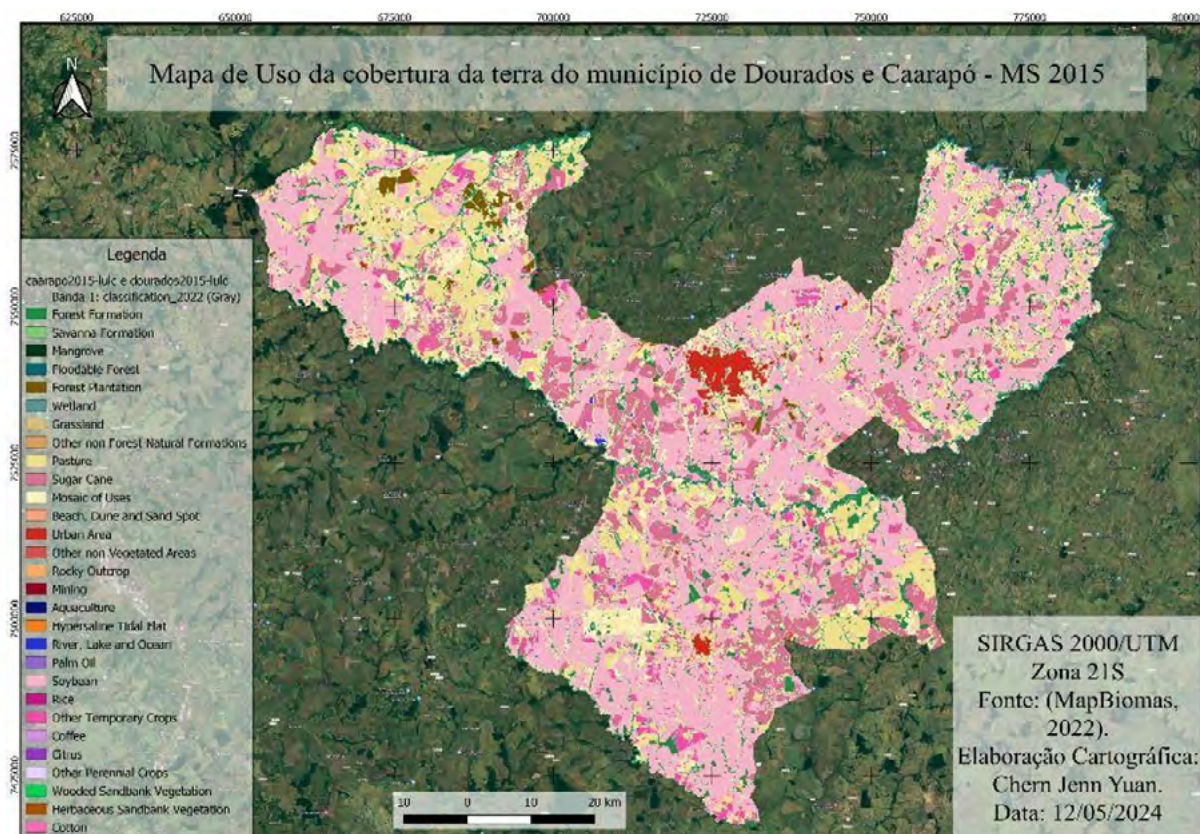 625000 650000 675000 700000 725000 750000 775000 80000
Mapa de Uso da cobertura da terra do município de Dourados e Caarapó - MS 2015
N
7575000
7550000
7525000
7500000
7475000
Legenda
caarapo2015-lulc e dourados2015-lulc
Banda 1: classification_2022 (Gray)
Forest Formation
Savanna Formation
Mangrove
Floodable Forest
Forest Plantation
Wetland
Grassland
Other non Forest Natural Formations
Pasture
Sugar Cane
Mosaic of Uses
Beach, Dune and Sand Spot
Urban Area
Other non Vegetated Areas
Rocky Outcrop
Mining
Aquaculture
Hypersaline Tidal Flat
River, Lake and Ocean
Palm Oil
Soybean
Rice
Other Temporary Crops
Coffee
Citrus
Other Perennial Crops
Wooded Sandbank Vegetation
Herbaceous Sandbank Vegetation
Cotton
10 0 10 20 km
SIRGAS 2000/UTM
Zona 21S
Fonte: (MapBiomas,
2022).
Elaboração Cartográfica:
Chern Jenn Yuan.
Data: 12/05/2024